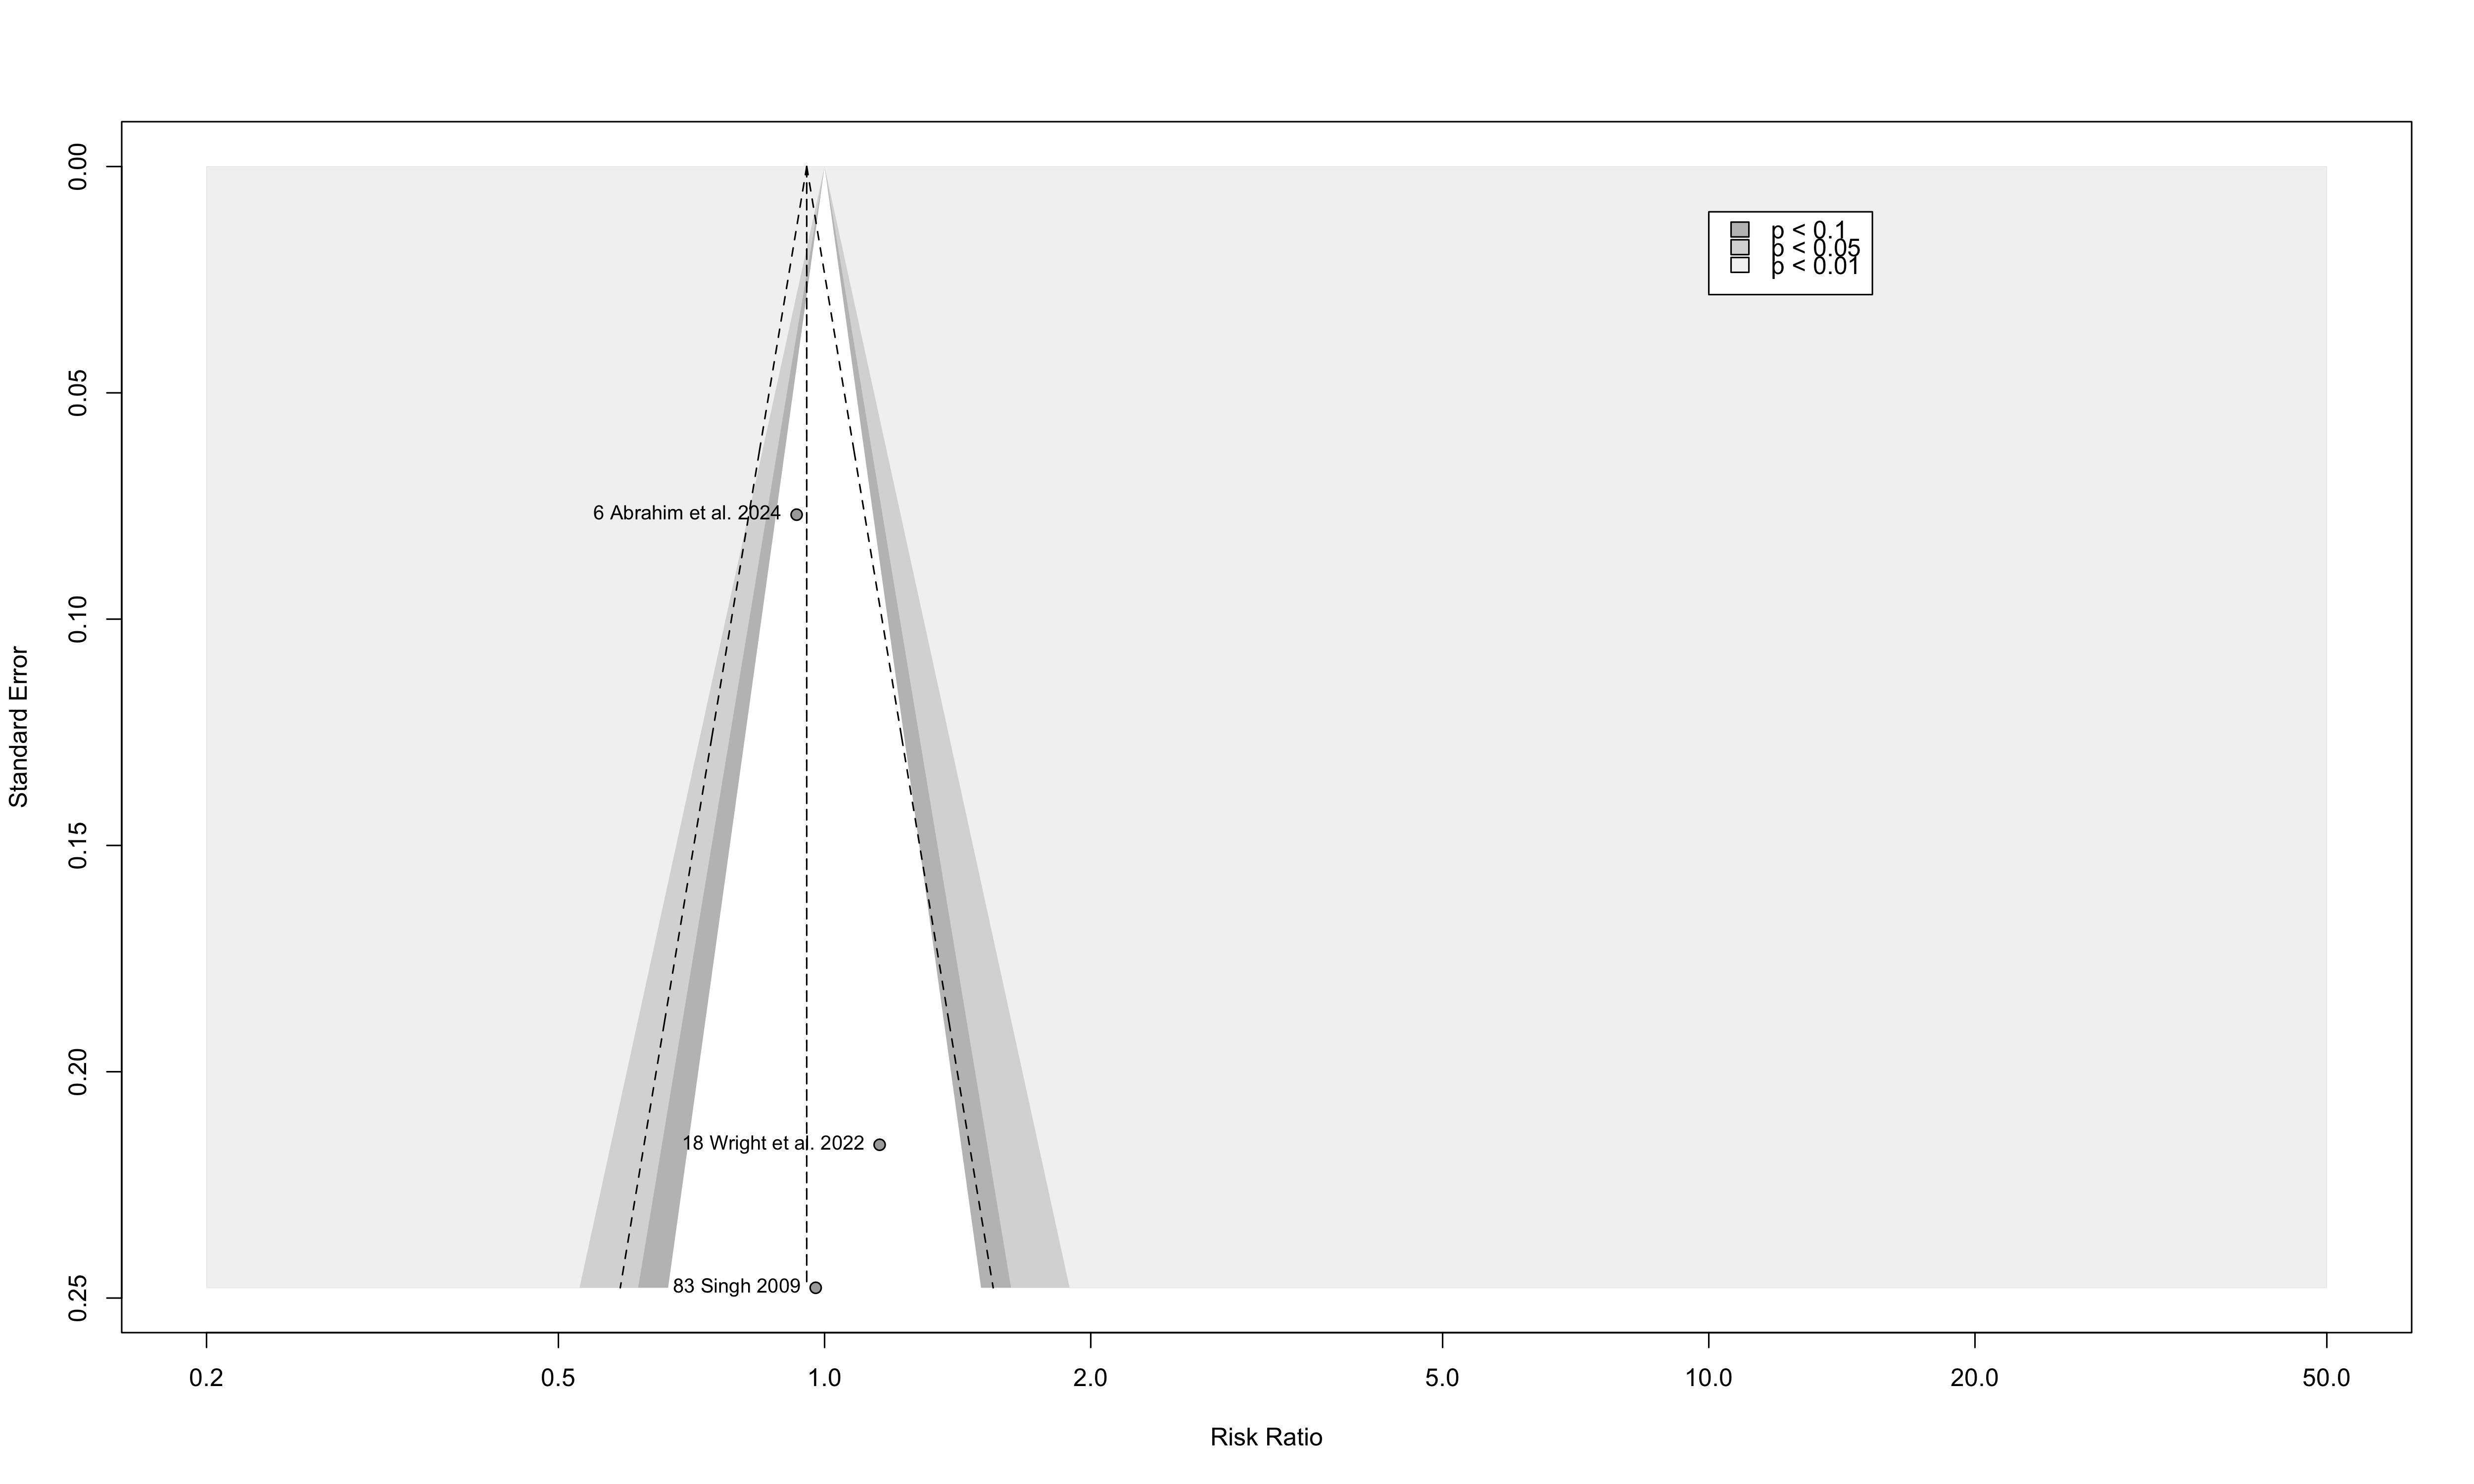 p < 0.1
p < 0.05
p < 0.01
0.00
0.05
0.10
0.15
0.20
0.25
Standard Error
6 Abrahim et al. 2024
18 Wright et al. 2022
83 Singh 2009
0.2 0.5 1.0 2.0 5.0 10.0 20.0 50.0
Risk Ratio